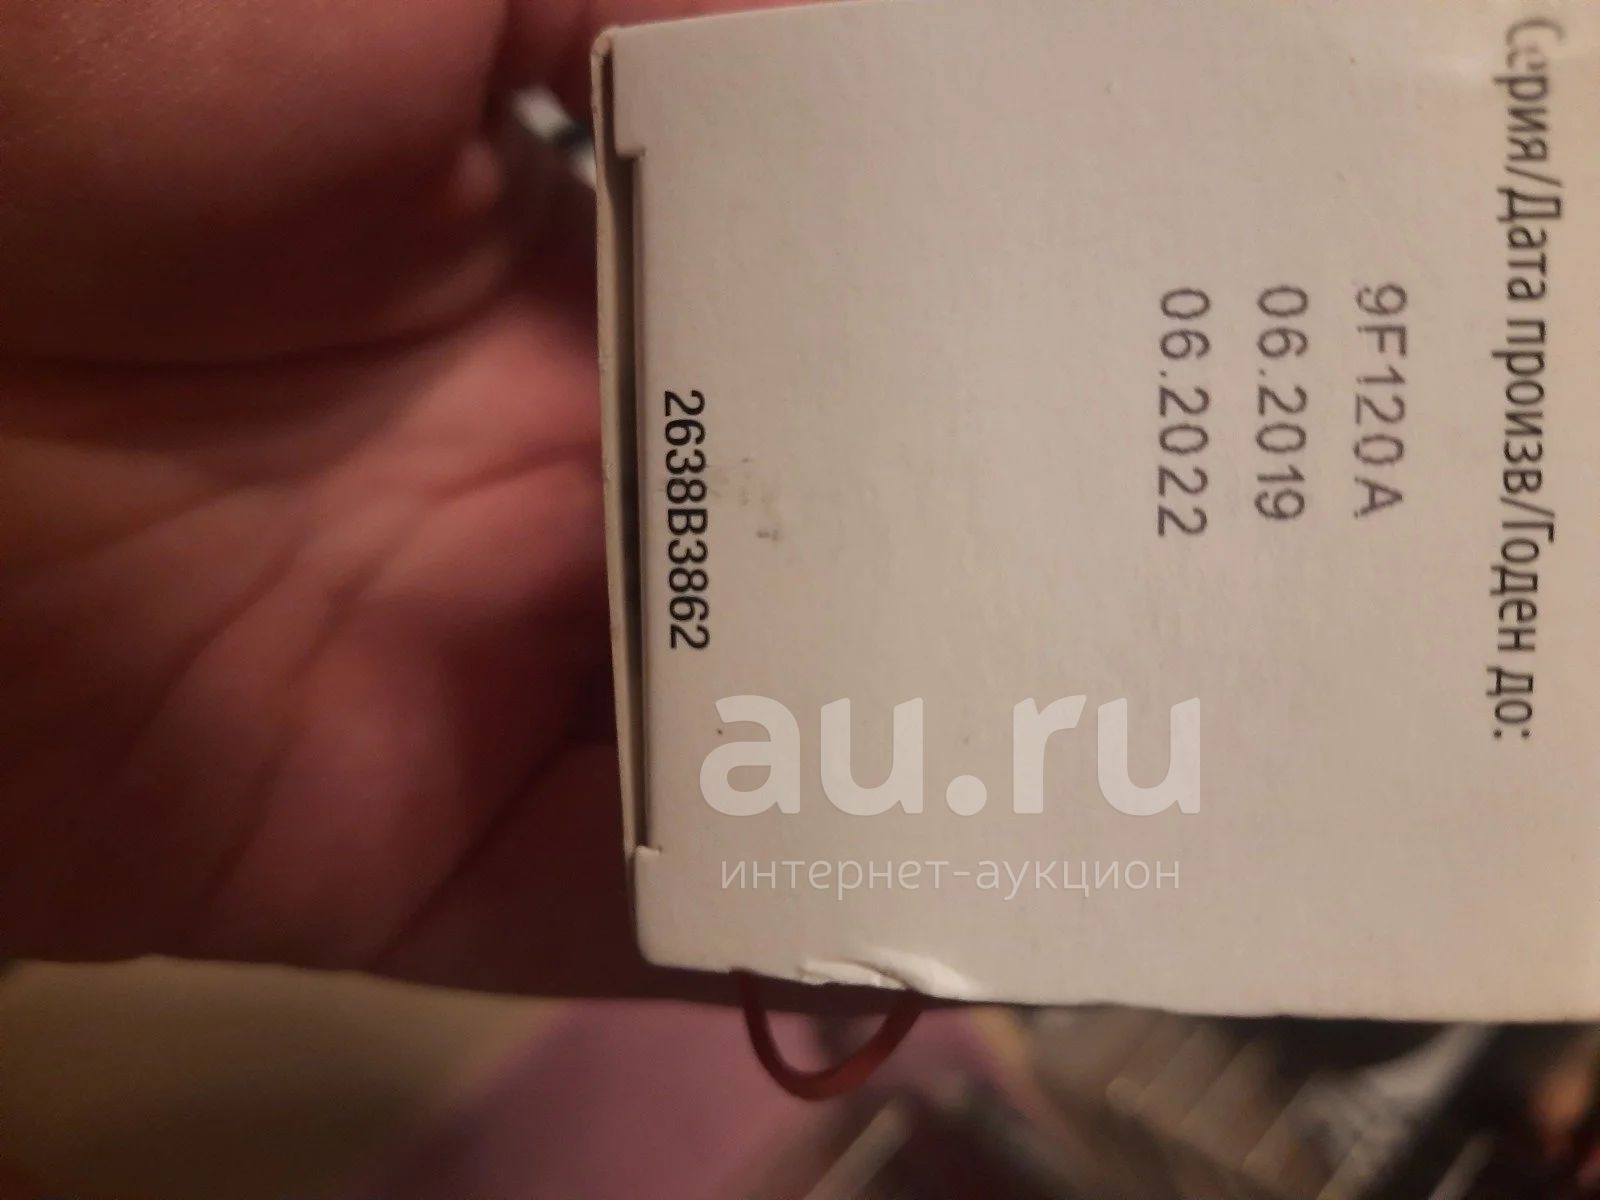 Серия/Дата произв/Годен до:
9F120A
06.2019
06.2022
2638B3862
au.ru
интернет-аукцион